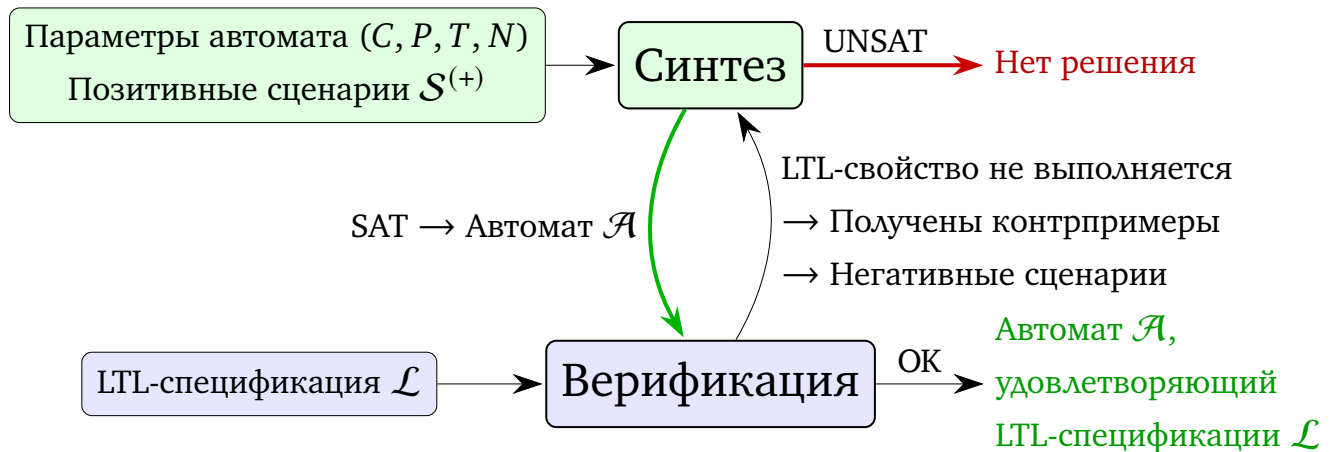 Параметры автомата (C, P, T, N)
Позитивные сценарии 𝓢⁽⁺⁾
Синтез
UNSAT
Нет решения
SAT → Автомат 𝒜
LTL-свойство не выполняется
→ Получены контрпримеры
→ Негативные сценарии
LTL-спецификация 𝓛
Верификация
OK
Автомат 𝒜,
удовлетворяющий
LTL-спецификации 𝓛